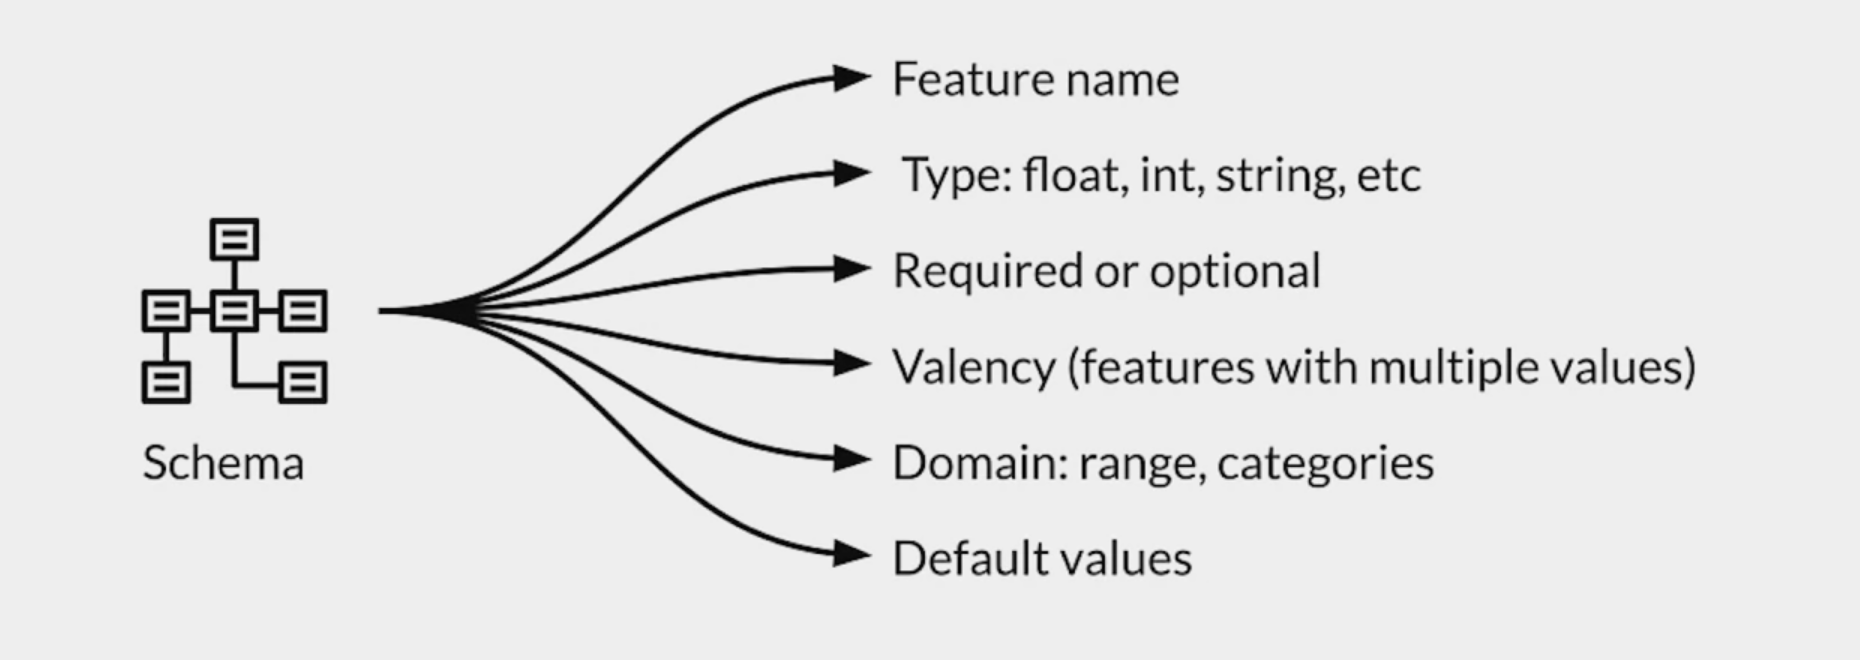 Feature name
Type: float, int, string, etc
Required or optional
Valency (features with multiple values)
Schema
Domain: range, categories
Default values